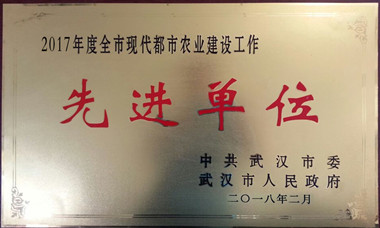 2017年度全市现代都市农业建设工作
先进单位
中共武汉市委
武汉市人民政府
二〇一八年二月